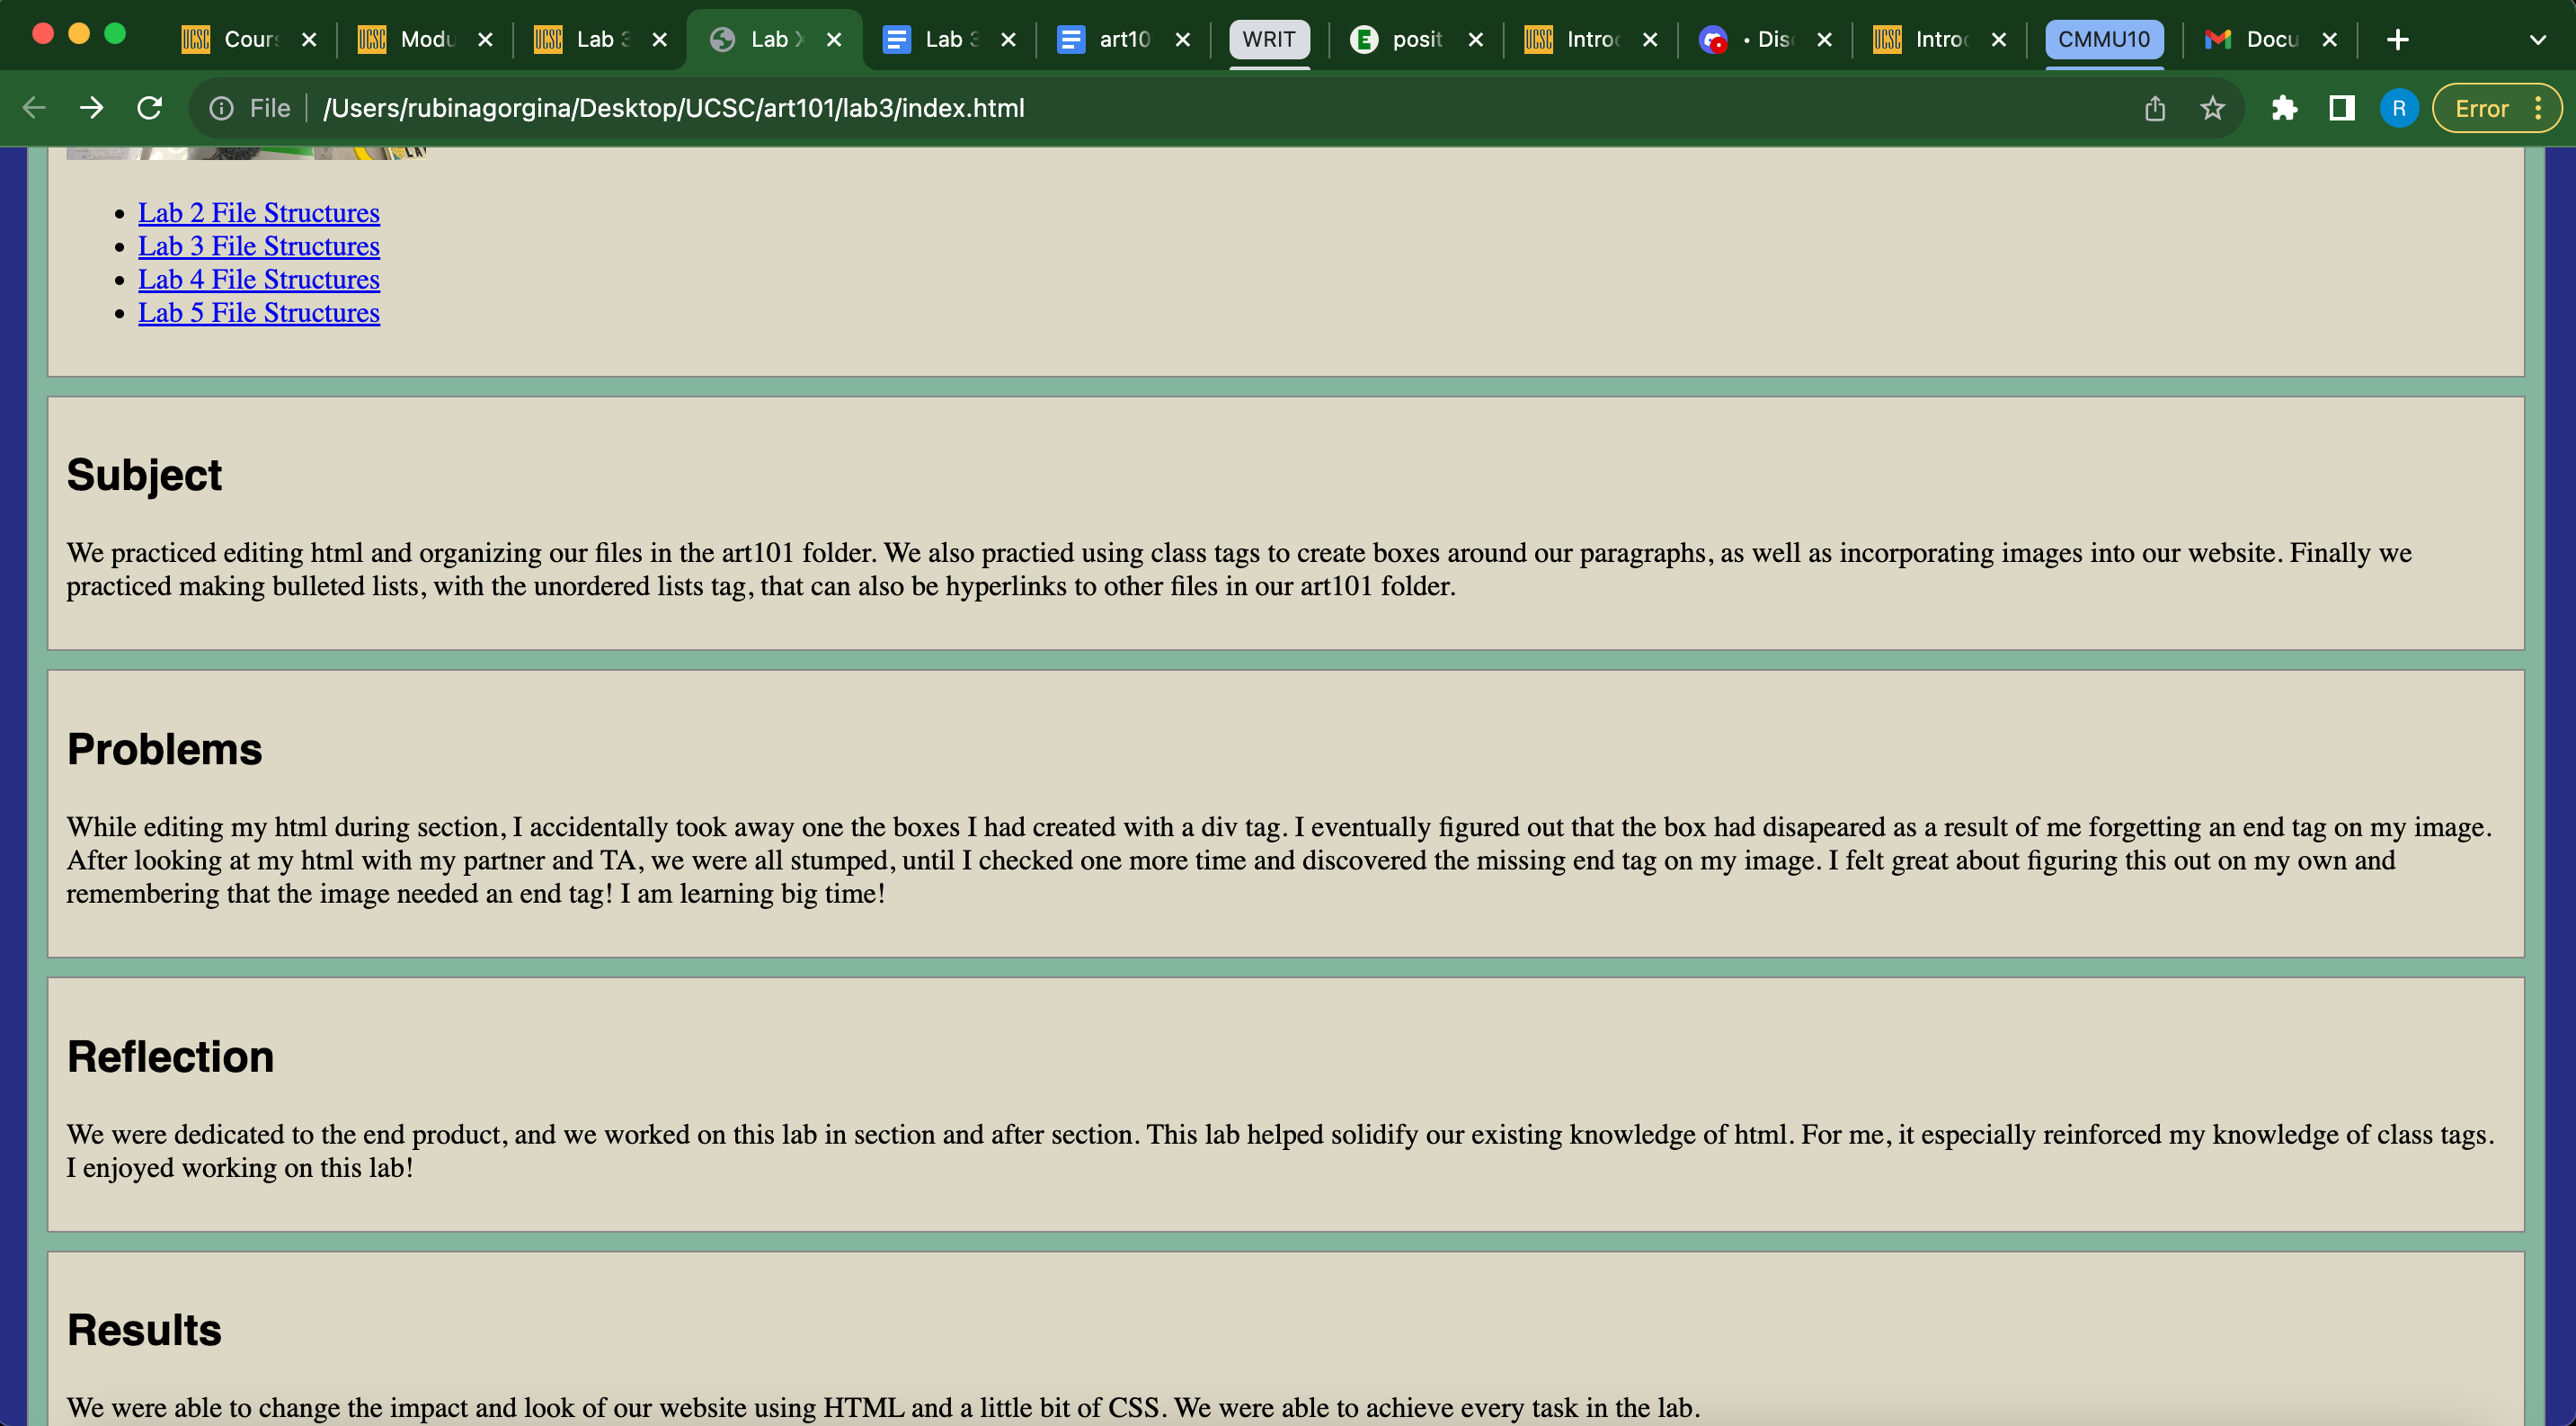 UCSC Cours
UCSC Modu
UCSC Lab 3
Lab X
Lab 3
art10
WRIT
E posit
UCSC Introd
• Disc
UCSC Introd
CMMU10
Docu
File /Users/rubinagorgina/Desktop/UCSC/art101/lab3/index.html
R
Error
Lab 2 File Structures
Lab 3 File Structures
Lab 4 File Structures
Lab 5 File Structures
Subject
We practiced editing html and organizing our files in the art101 folder. We also practied using class tags to create boxes around our paragraphs, as well as incorporating images into our website. Finally we
practiced making bulleted lists, with the unordered lists tag, that can also be hyperlinks to other files in our art101 folder.
Problems
While editing my html during section, I accidentally took away one the boxes I had created with a div tag. I eventually figured out that the box had disapeared as a result of me forgetting an end tag on my image.
After looking at my html with my partner and TA, we were all stumped, until I checked one more time and discovered the missing end tag on my image. I felt great about figuring this out on my own and
remembering that the image needed an end tag! I am learning big time!
Reflection
We were dedicated to the end product, and we worked on this lab in section and after section. This lab helped solidify our existing knowledge of html. For me, it especially reinforced my knowledge of class tags.
I enjoyed working on this lab!
Results
We were able to change the impact and look of our website using HTML and a little bit of CSS. We were able to achieve every task in the lab.